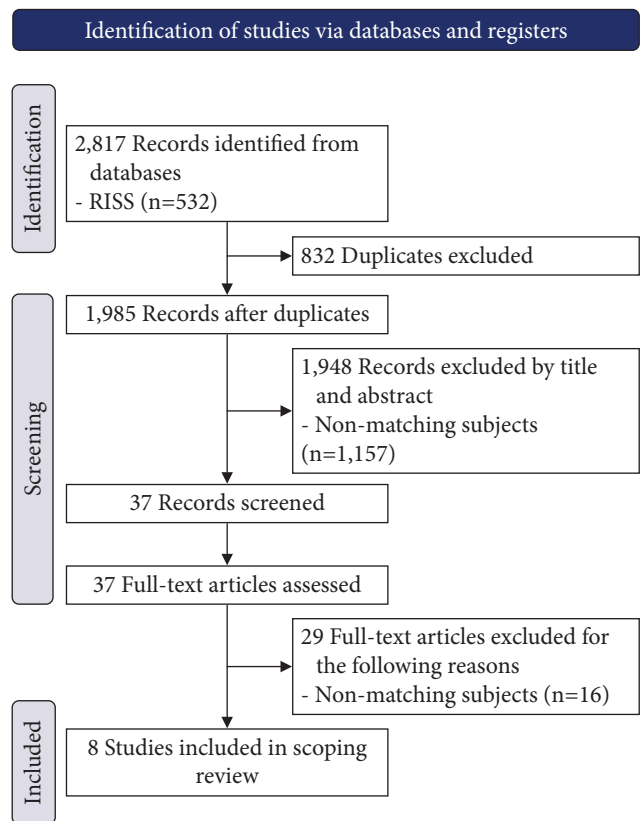 Identification of studies via databases and registers
Identification
2,817 Records identified from
databases
- RISS (n=532)
832 Duplicates excluded
Screening
1,985 Records after duplicates
1,948 Records excluded by title
and abstract
- Non-matching subjects
(n=1,157)
37 Records screened
37 Full-text articles assessed
29 Full-text articles excluded for
the following reasons
- Non-matching subjects (n=16)
Included
8 Studies included in scoping
review